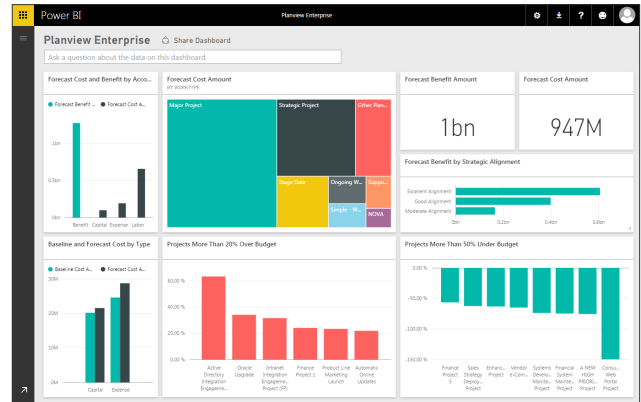 Power BI
Planview Enterprise
?
Planview Enterprise
Share Dashboard
Ask a question about the data on this dashboard
Forecast Cost and Benefit by Acco...
Forecast Benefit ...
Forecast Cost A...
1bn
0.5bn
0bn
Benefit Capital Expense Labor
Forecast Cost Amount
BY WORKTYPE
Major Project
Strategic Project
Other Plan...
Stage Gate
Ongoing W...
Suppo...
Simple - W...
NOVA
Forecast Benefit Amount
1bn
Forecast Cost Amount
947M
Forecast Benefit by Strategic Alignment
Excellent Alignment
Good Alignment
Moderate Alignment
0bn 0.2bn 0.4bn 0.6bn
Baseline and Forecast Cost by Type
Baseline Cost A...
Forecast Cost A...
30M
20M
10M
0M
Capital Expense
Projects More Than 20% Over Budget
60.00 %
40.00 %
20.00 %
0.00 %
Active Directory Integration Engageme...
Oracle Upgrade
Intranet Integration Engageme... Project (FP)
Finance Project 1
Product Line Marketing Launch
Automatic Online Updates
Projects More Than 50% Under Budget
0.00 %
-50.00 %
-100.00 %
-150.00 %
Finance Project 3
Sales Strategy Deploy... Project
Enhanc... Project
Vendor e-Com...
Systems Develo... Mainte... Project
Financial System Mainte... Project
A NEW HIGH PRIORI... Project
Consu... Web Portal Project